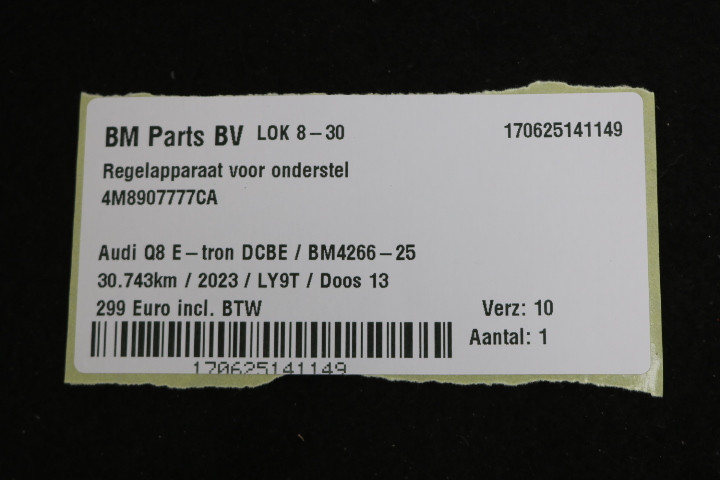 BM Parts BV LOK 8-30 170625141149
Regelapparaat voor onderstel
4M8907777CA
Audi Q8 E-tron DCBE / BM4266-25
30.743km / 2023 / LY9T / Doos 13
299 Euro incl. BTW Verz: 10
Aantal: 1
170625141149